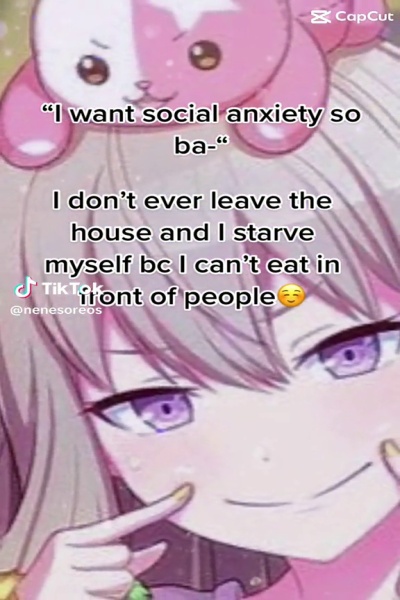 CapCut
“I want social anxiety so
ba-“
I don’t ever leave the
house and I starve
myself bc I can’t eat in
front of people☺️
TikTok
@nenesoreos